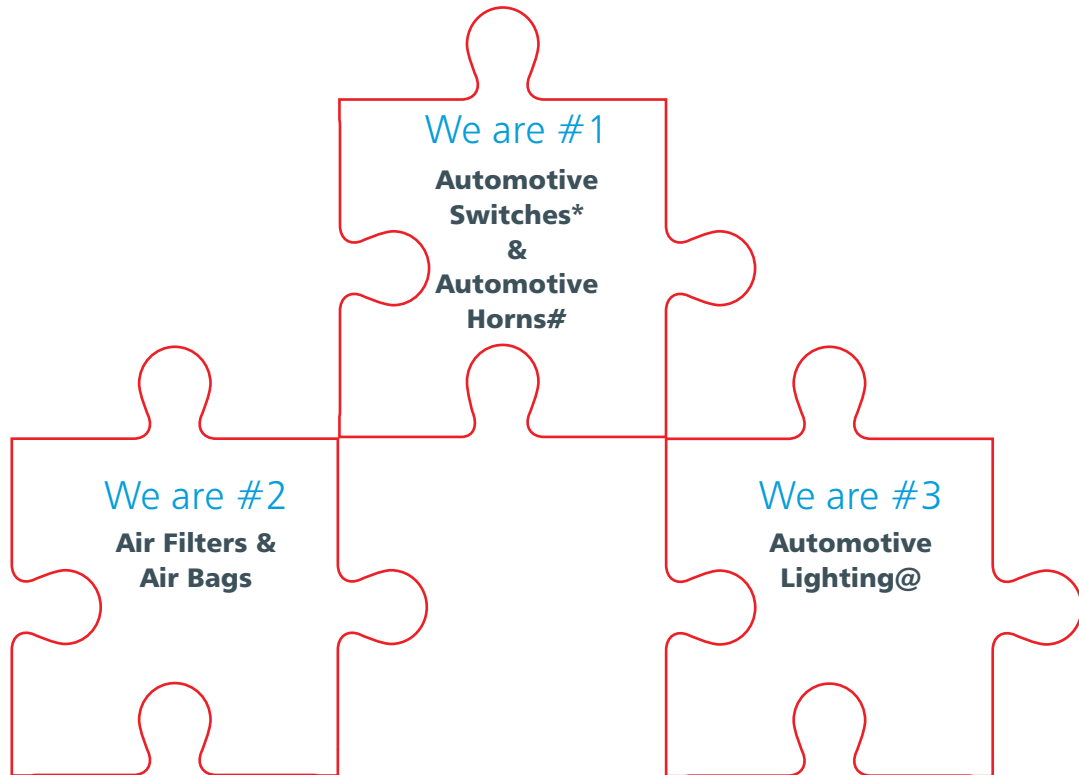 We are #1
Automotive
Switches*
&
Automotive
Horns#
We are #2
Air Filters &
Air Bags
We are #3
Automotive
Lighting@